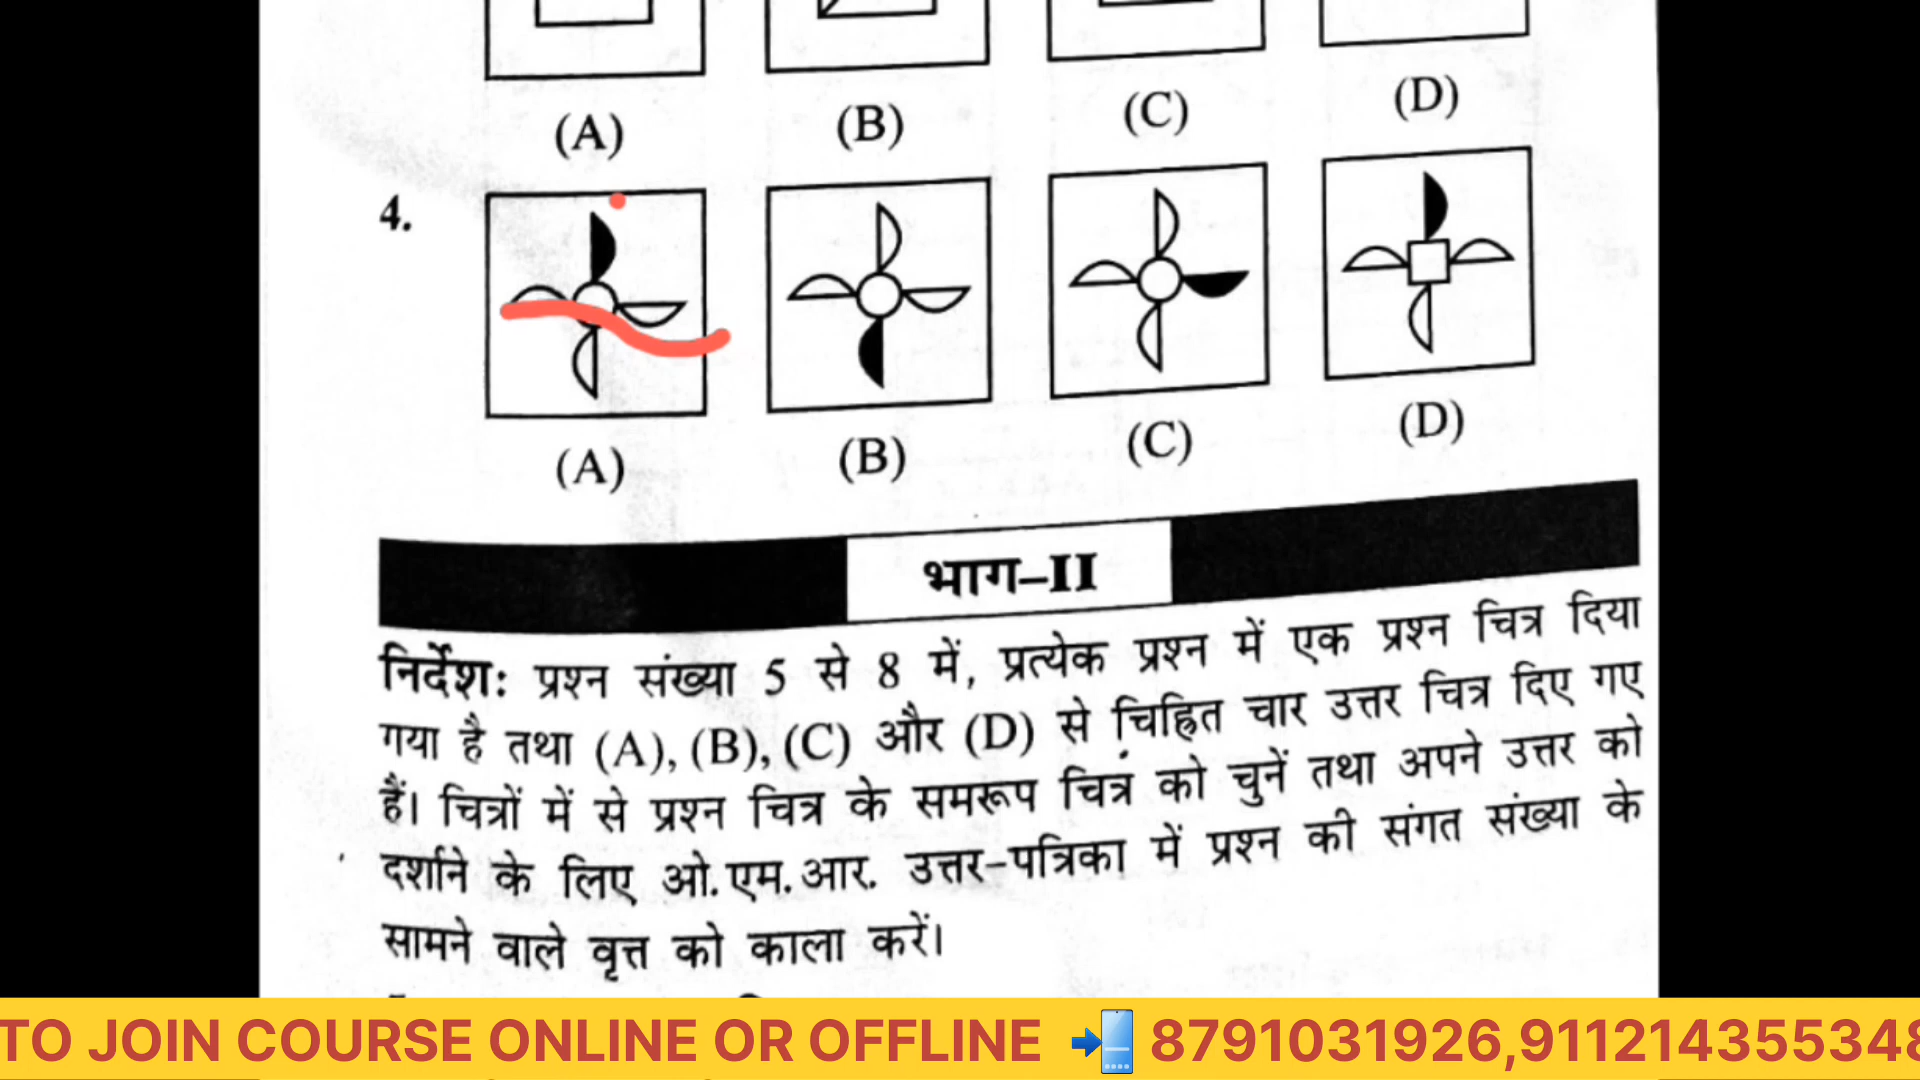 (A) (B) (C) (D)
4.
(A) (B) (C) (D)
भाग–II
निर्देशः प्रश्न संख्या 5 से 8 में, प्रत्येक प्रश्न में एक प्रश्न चित्र दिया
गया है तथा (A), (B), (C) और (D) से चिह्नित चार उत्तर चित्र दिए गए
हैं। चित्रों में से प्रश्न चित्र के समरूप चित्र को चुनें तथा अपने उत्तर को
दर्शाने के लिए ओ.एम.आर. उत्तर-पत्रिका में प्रश्न की संगत संख्या के
सामने वाले वृत्त को काला करें।
TO JOIN COURSE ONLINE OR OFFLINE 📲 8791031926,911214355348